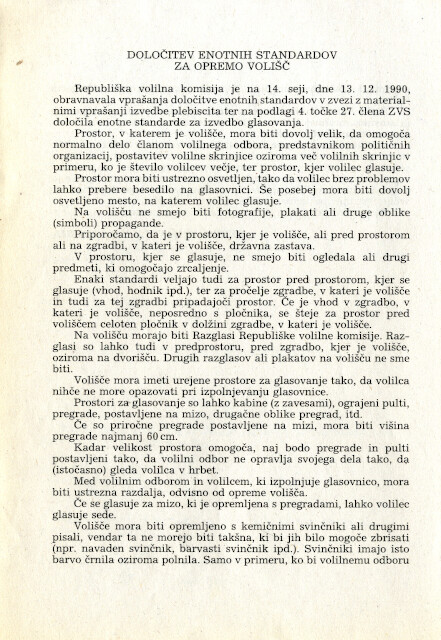 DOLOČITEV ENOTNIH STANDARDOV
ZA OPREMO VOLIŠČ
Republiška volilna komisija je na 14. seji, dne 13. 12. 1990,
obravnavala vprašanja določitve enotnih standardov v zvezi z material-
nimi vprašanji izvedbe plebiscita ter na podlagi 4. točke 27. člena ZVS
določila enotne standarde za izvedbo glasovanja.
Prostor, v katerem je volišče, mora biti dovolj velik, da omogoča
normalno delo članom volilnega odbora, predstavnikom političnih
organizacij, postavitev volilne skrinjice oziroma več volilnih skrinjic v
primeru, ko je število volilcev večje, ter prostor, kjer volilec glasuje.
Prostor mora biti ustrezno osvetljen, tako da volilec brez problemov
lahko prebere besedilo na glasovnici. Še posebej mora biti dovolj
osvetljeno mesto, na katerem volilec glasuje.
Na volišču ne smejo biti fotografije, plakati ali druge oblike
(simboli) propagande.
Priporočamo, da je v prostoru, kjer je volišče, ali pred prostorom
ali na zgradbi, v kateri je volišče, državna zastava.
V prostoru, kjer se glasuje, ne smejo biti ogledala ali drugi
predmeti, ki omogočajo zrcaljenje.
Enaki standardi veljajo tudi za prostor pred prostorom, kjer se
glasuje (vhod, hodnik ipd.), ter za pročelje zgradbe, v kateri je volišče
in tudi za tej zgradbi pripadajoči prostor. Če je vhod v zgradbo, v
kateri je volišče, neposredno s pločnika, se šteje za prostor pred
voliščem celoten pločnik v dolžini zgradbe, v kateri je volišče.
Na volišču morajo biti Razglasi Republiške volilne komisije. Raz-
glasi so lahko tudi v predprostoru, pred zgradbo, kjer je volišče,
oziroma na dvorišču. Drugih razglasov ali plakatov na volišču ne sme
biti.
Volišče mora imeti urejene prostore za glasovanje tako, da volilca
nihče ne more opazovati pri izpolnjevanju glasovnice.
Prostori za glasovanje so lahko kabine (z zavesami), ograjeni pulti,
pregrade, postavljene na mizo, drugačne oblike pregrad, itd.
Če so priročne pregrade postavljene na mizi, mora biti višina
pregrade najmanj 60 cm.
Kadar velikost prostora omogoča, naj bodo pregrade in pulti
postavljeni tako, da volilni odbor ne opravlja svojega dela tako, da
(istočasno) gleda volilca v hrbet.
Med volilnim odborom in volilcem, ki izpolnjuje glasovnico, mora
biti ustrezna razdalja, odvisno od opreme volišča.
Če se glasuje za mizo, ki je opremljena s pregradami, lahko volilec
glasuje sede.
Volišče mora biti opremljeno s kemičnimi svinčniki ali drugimi
pisali, vendar ta ne morejo biti takšna, ki bi jih bilo mogoče zbrisati
(npr. navaden svinčnik, barvasti svinčnik ipd.). Svinčniki imajo isto
barvo črnila oziroma polnila. Samo v primeru, ko bi volilnemu odboru